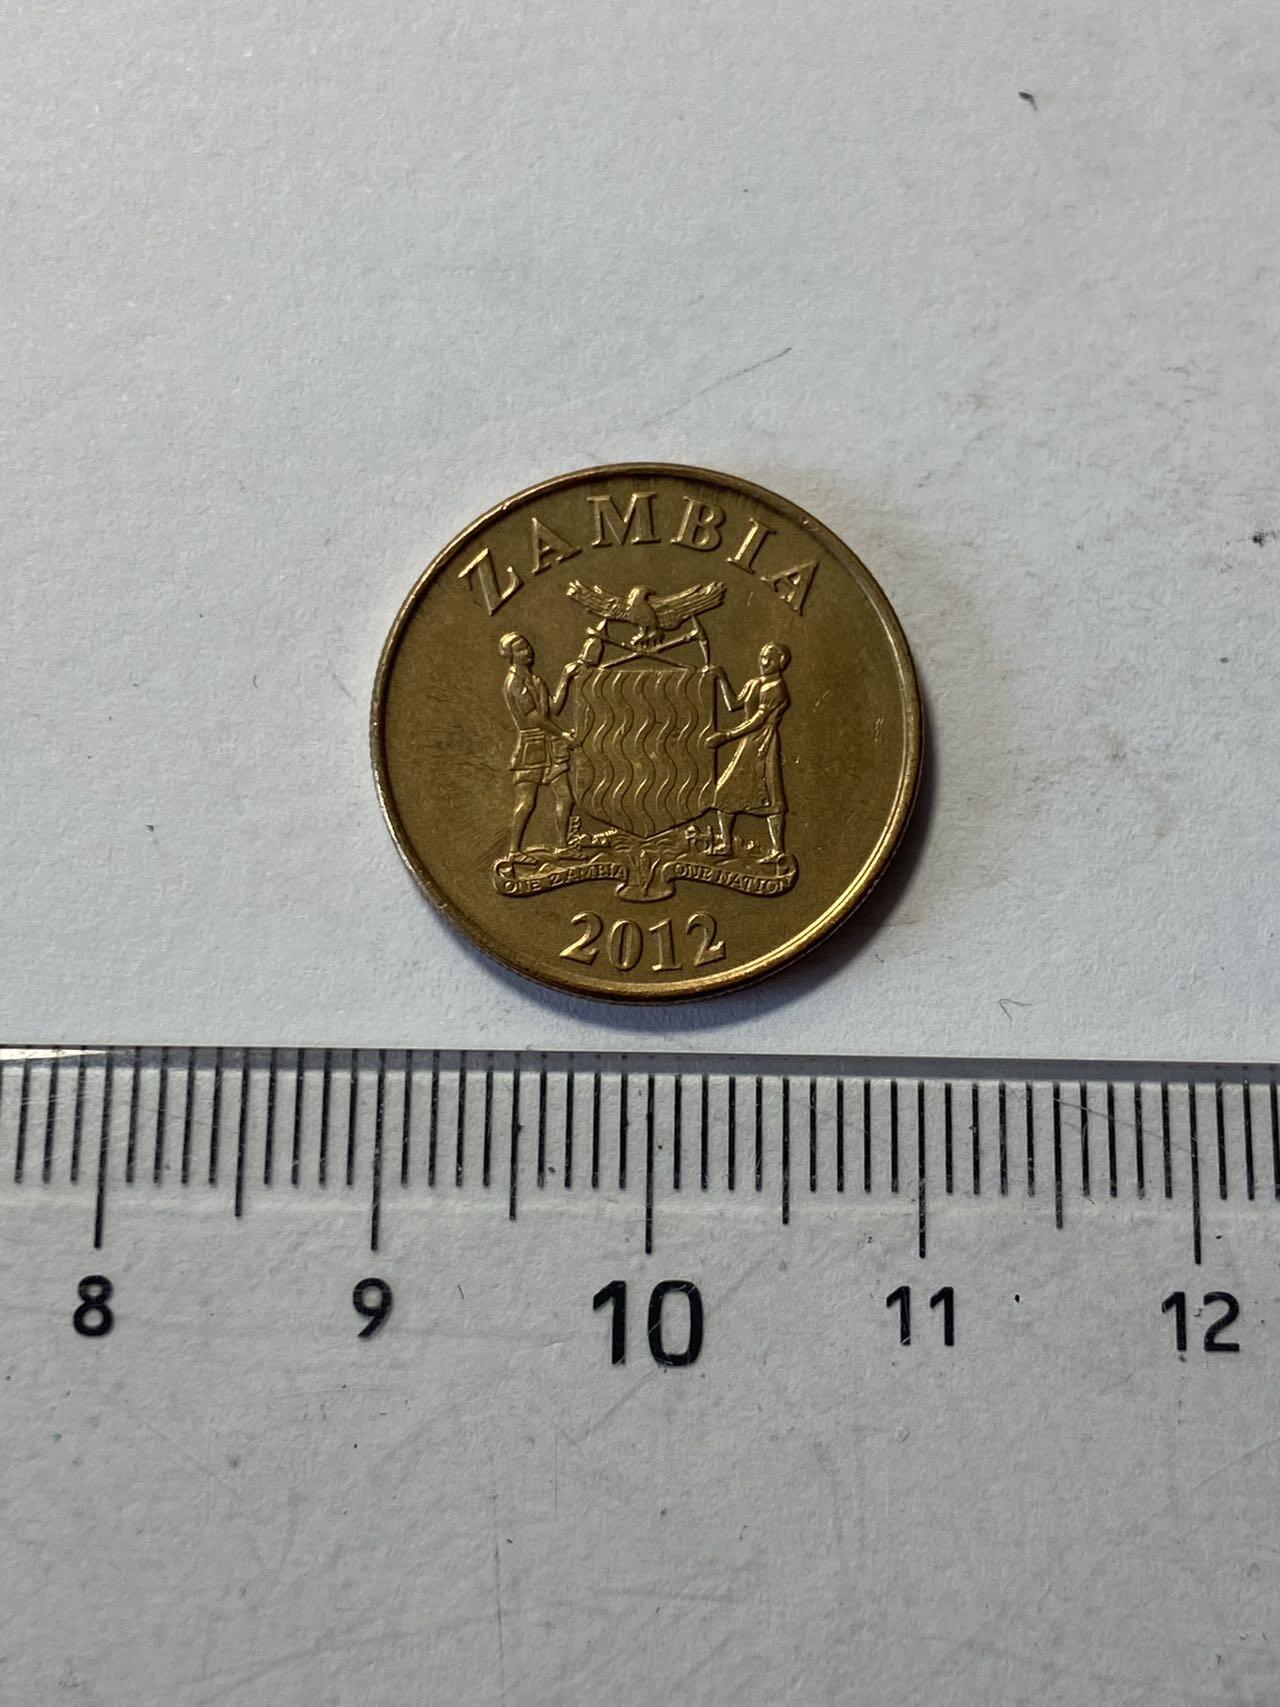 ZAMBIA
ONE ZAMBIA ONE NATION
2012
8 9 10 11 12